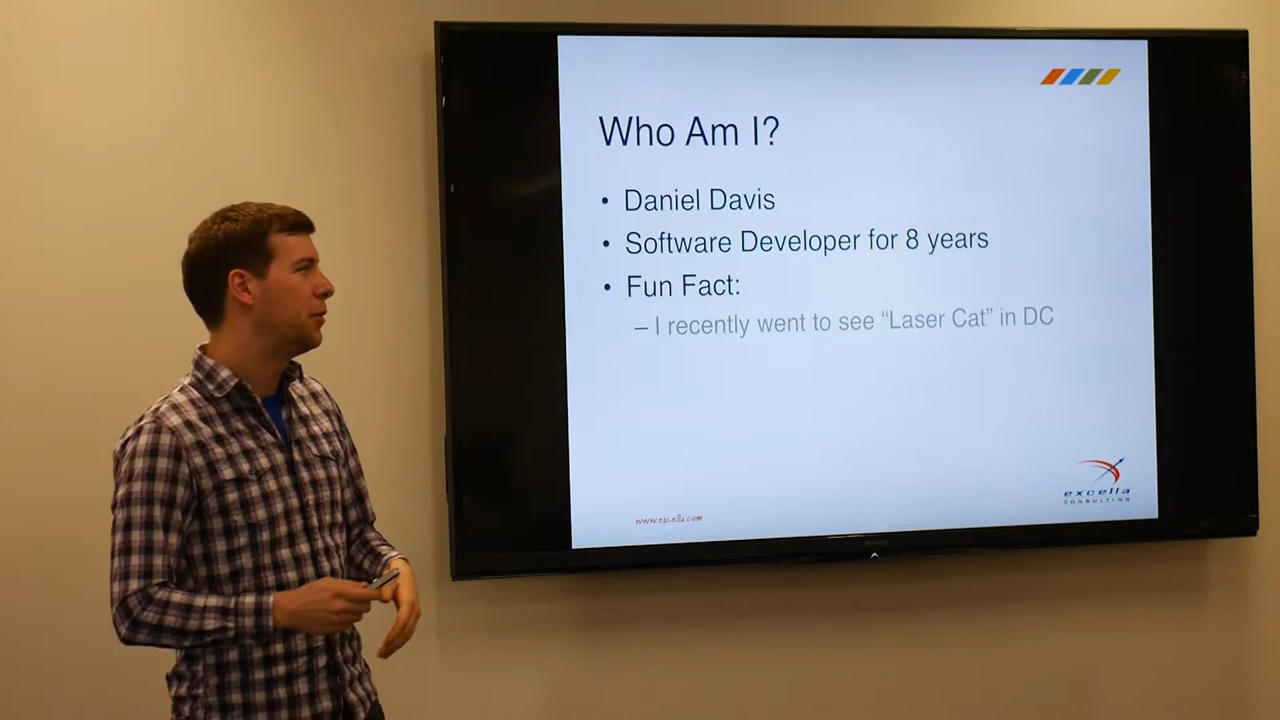 Who Am I?
• Daniel Davis
• Software Developer for 8 years
• Fun Fact:
– I recently went to see “Laser Cat” in DC
excella
CONSULTING
www.excella.com